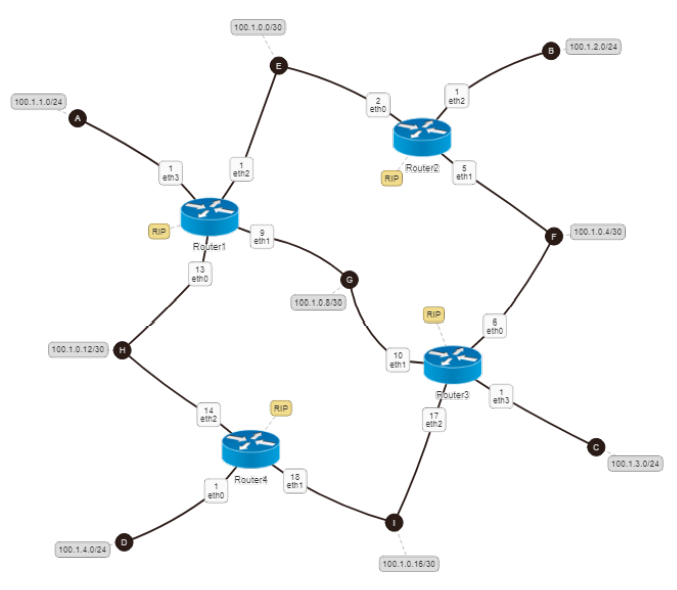 100.1.0.0/30
E
B
100.1.2.0/24
100.1.1.0/24
A
2
eth0
1
eth2
1
eth3
1
eth2
Router2
5
eth1
RIP
RIP
Router1
9
eth1
F
100.1.0.4/30
13
eth0
G
100.1.0.8/30
RIP
6
eth0
100.1.0.12/30
H
10
eth1
Router3
1
eth3
14
eth2
RIP
17
eth2
C
100.1.3.0/24
Router4
1
eth0
18
eth1
I
100.1.4.0/24
D
100.1.0.16/30